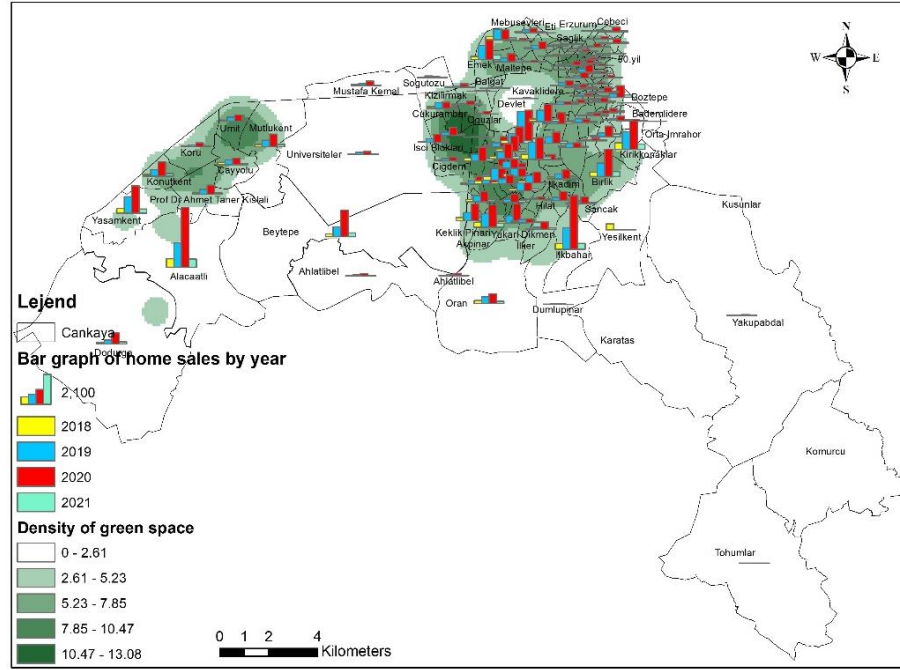 Mebusevleri
Eti
Erzurum
Cebeci
N
Saglik
W
E
Emek
Maltepe
50.yil
S
Sogutozu
Balgat
Mustafa Kemal
Kizilirmak
Kavaklidere
Boztepe
Cukurambar
Devlet
Bademlidere
Umit
Mutlukent
Oguzlar
Orta-Imrahor
Koru
Universiteler
Isci Bloklari
Kirkkonaklar
Cayyolu
Cigdem
Konutkent
Ilkadim
Birlik
Prof Dr Ahmet Taner Kislali
Hilal
Sancak
Kusunlar
Yasamkent
Beytepe
Keklik Pinari
Yukari Dikmen
Yesilkent
Akpinar
Ilker
Ilkbahar
Alacaatli
Ahlatlibel
Ahlatlibel
Lejend
Oran
Dumlupinar
Yakupabdal
Cankaya
Karatas
Dodurga
Bar graph of home sales by year
2,100
2018
2019
Komurcu
2020
2021
Density of green space
0 - 2.61
Tohumlar
2.61 - 5.23
5.23 - 7.85
7.85 - 10.47
0 1 2 4
10.47 - 13.08
Kilometers